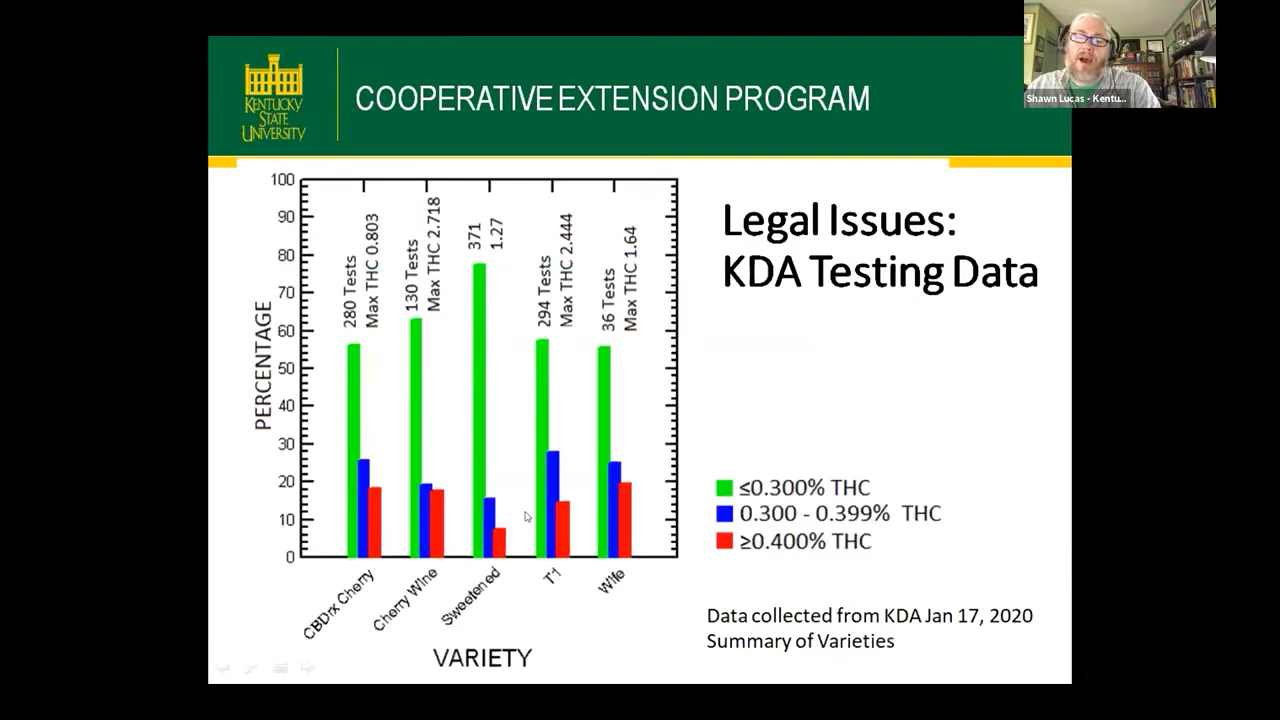 Shawn Lucas - Kentu...
KENTUCKY
STATE
UNIVERSITY
COOPERATIVE EXTENSION PROGRAM
Legal Issues:
KDA Testing Data
PERCENTAGE
100
90
80
70
60
50
40
30
20
10
0
280 Tests
Max THC 0.803
130 Tests
Max THC 2.718
371
1.27
294 Tests
Max THC 2.444
36 Tests
Max THC 1.64
CBDrx Cherry
Cherry Wine
Sweetened
T1
Wife
VARIETY
≤0.300% THC
0.300 - 0.399% THC
≥0.400% THC
Data collected from KDA Jan 17, 2020
Summary of Varieties